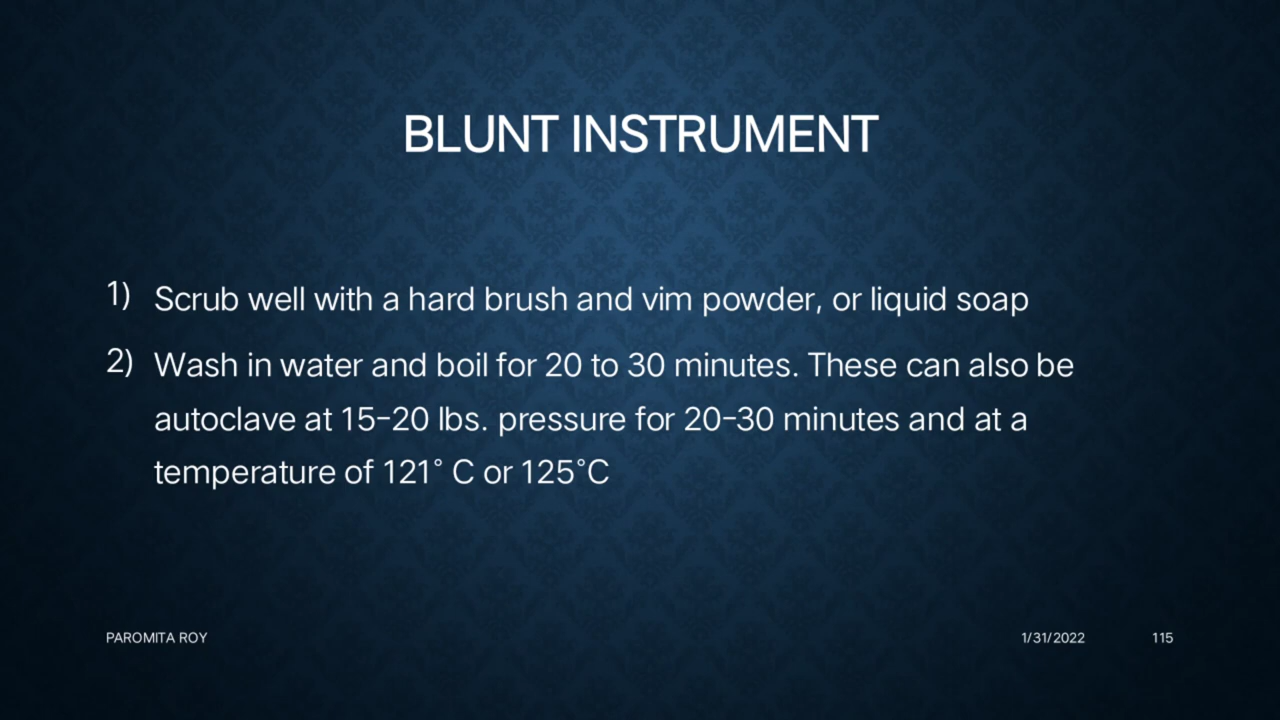 BLUNT INSTRUMENT
1) Scrub well with a hard brush and vim powder, or liquid soap
2) Wash in water and boil for 20 to 30 minutes. These can also be
autoclave at 15-20 lbs. pressure for 20-30 minutes and at a
temperature of 121° C or 125°C
PAROMITA ROY 1/31/2022 115